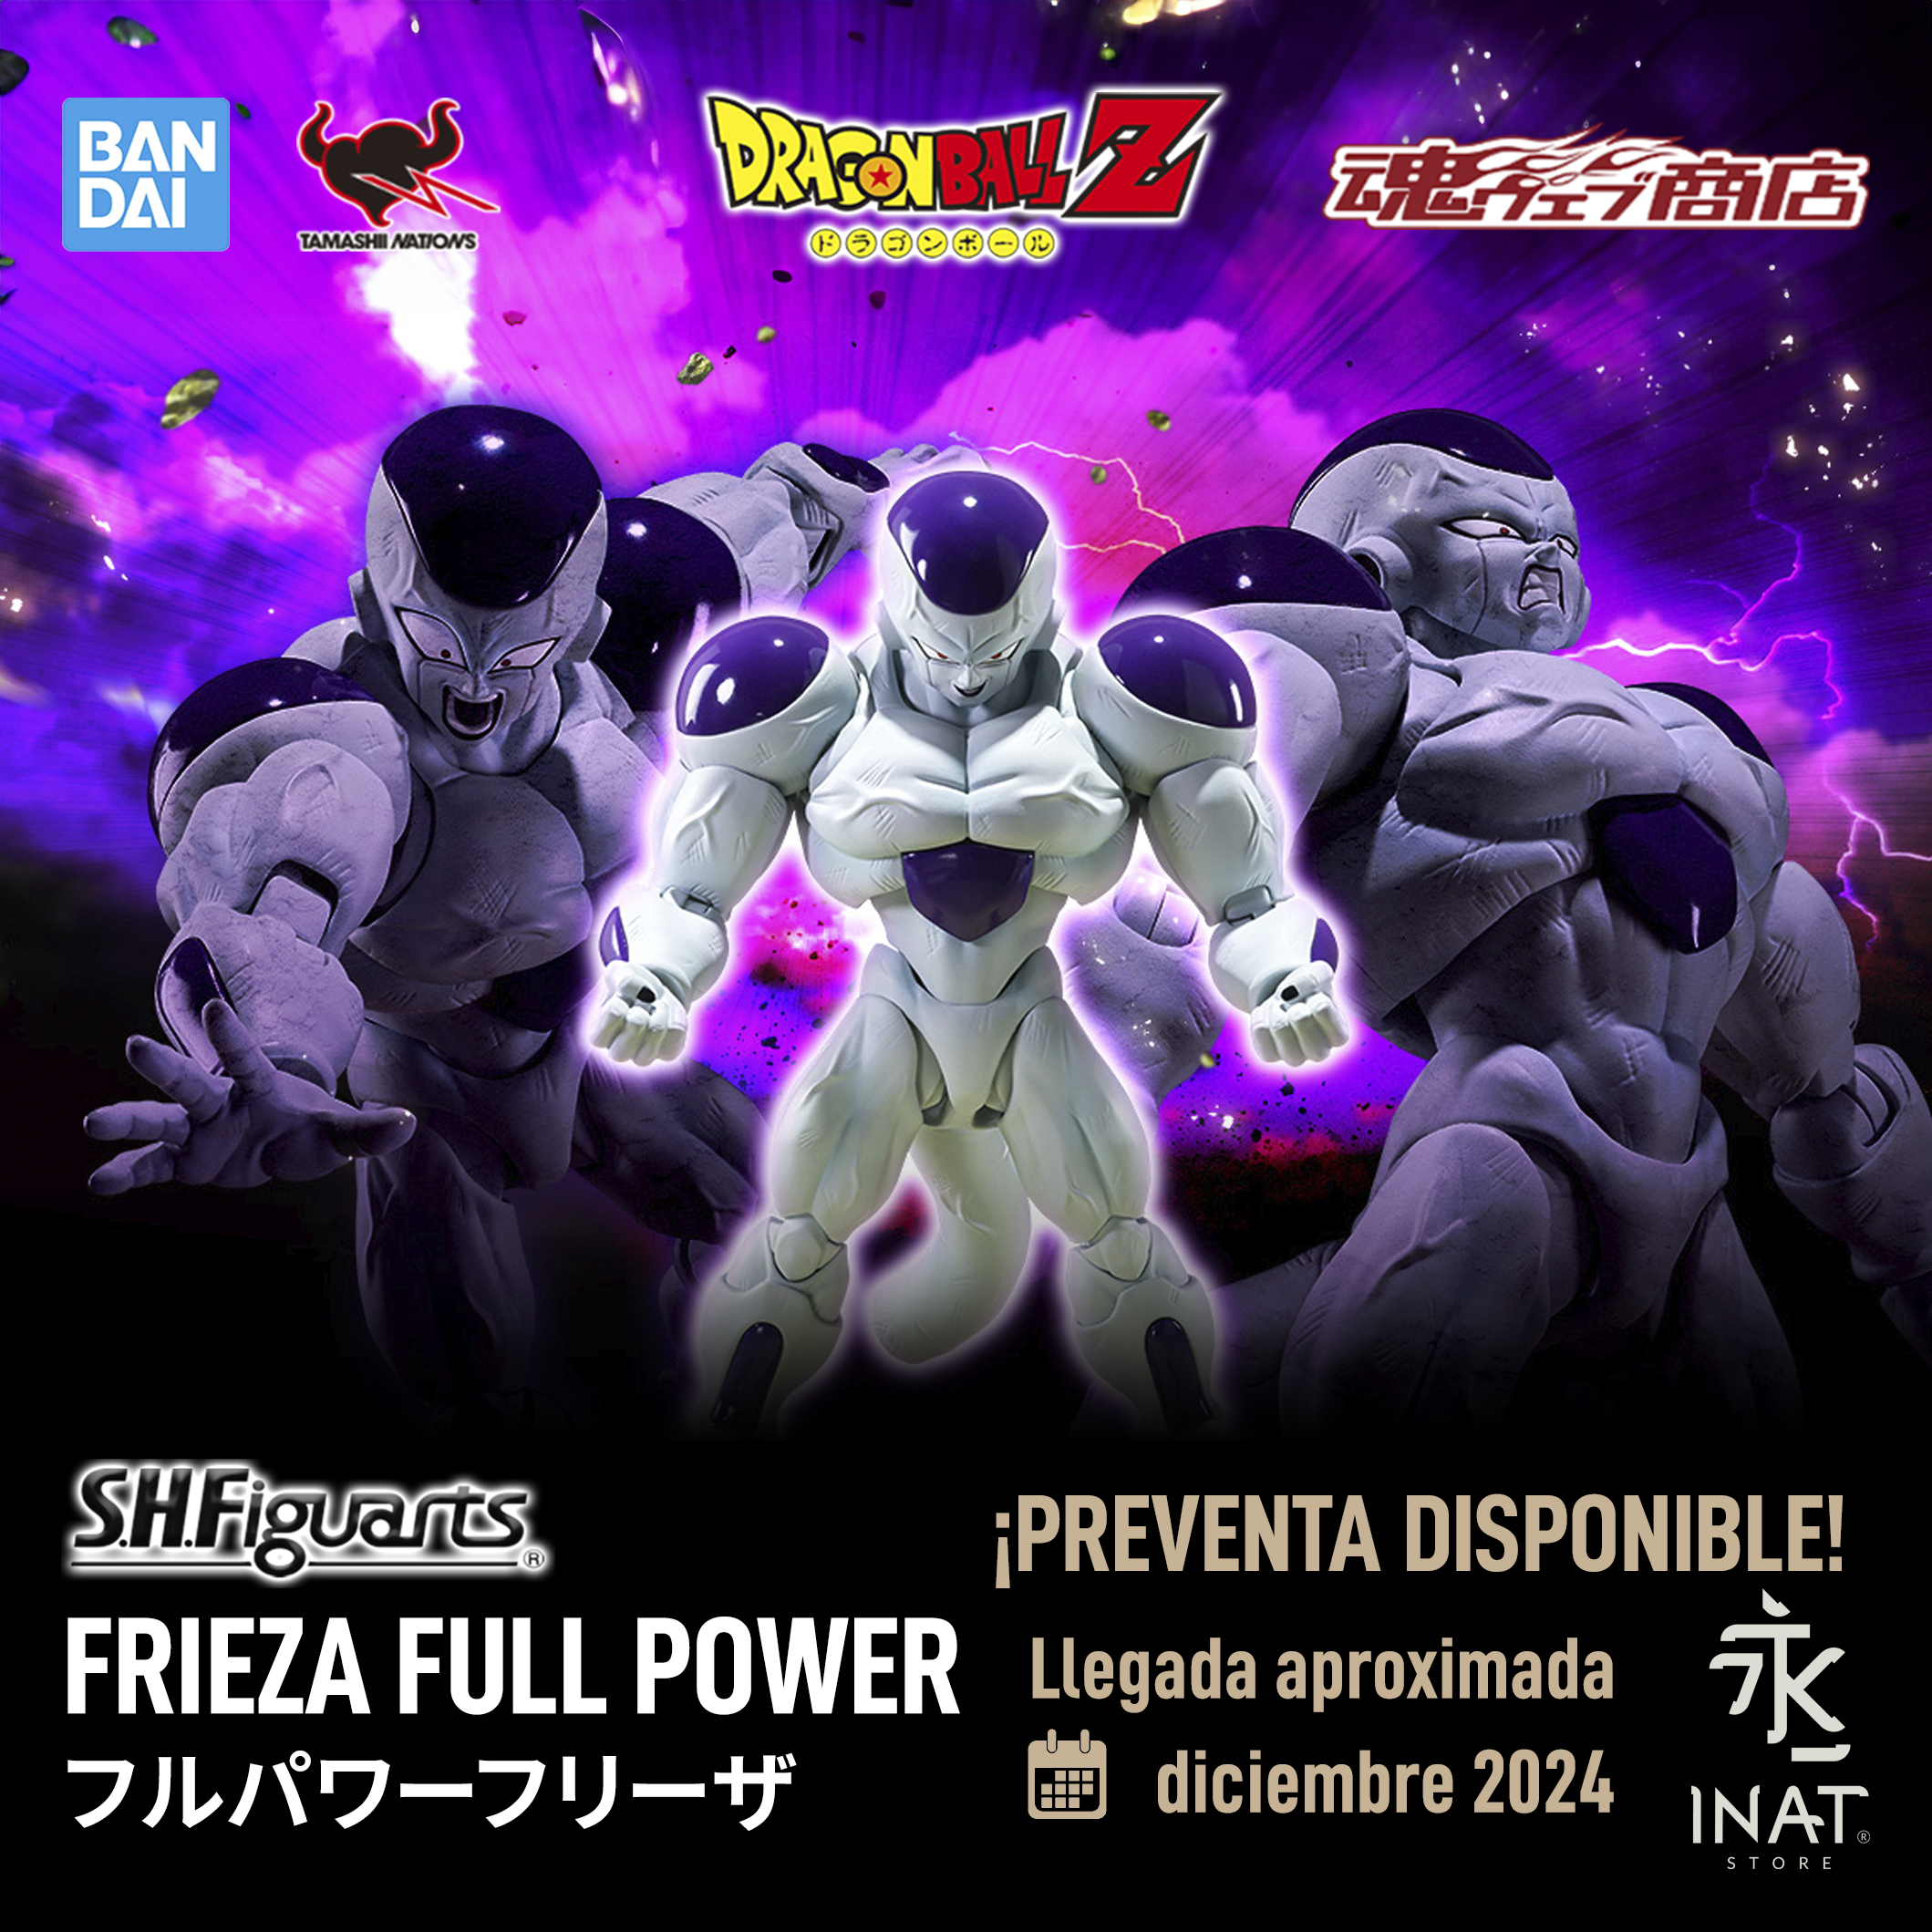 BAN
DAI
TAMASHII NATIONS
DRAGON BALL Z
ドラゴンボール
魂ウェブ商店
S.H.Figuarts®
FRIEZA FULL POWER
フルパワーフリーザ
¡PREVENTA DISPONIBLE!
Llegada aproximada
diciembre 2024
INAT®
STORE